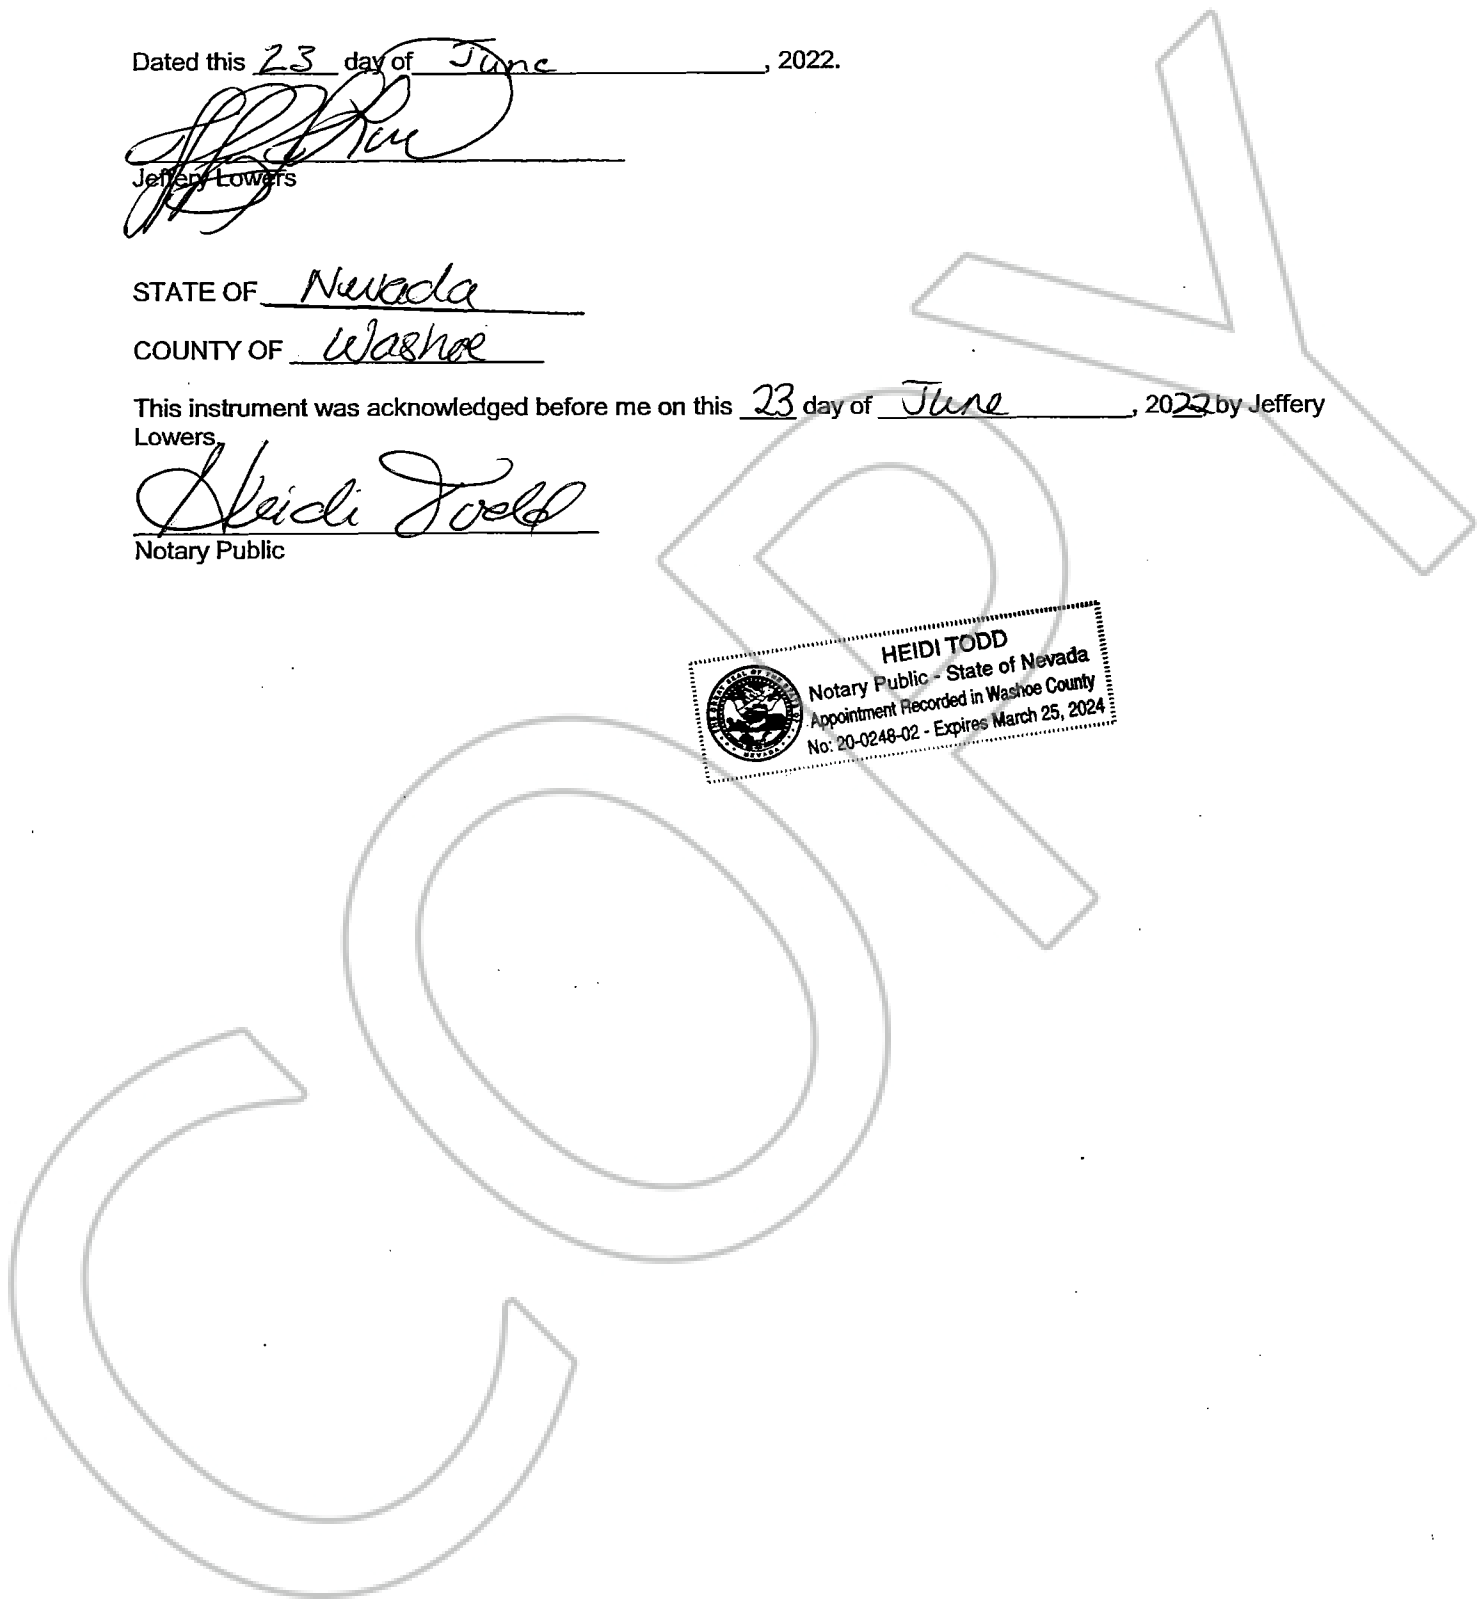 Dated this 23 day of June, 2022.
Jeffery Lowers
STATE OF Nevada
COUNTY OF Washoe
This instrument was acknowledged before me on this 23 day of June, 2022 by Jeffery
Lowers.
Heidi Todd
Notary Public
HEIDI TODD
Notary Public - State of Nevada
Appointment Recorded in Washoe County
No: 20-0248-02 - Expires March 25, 2024
COPY